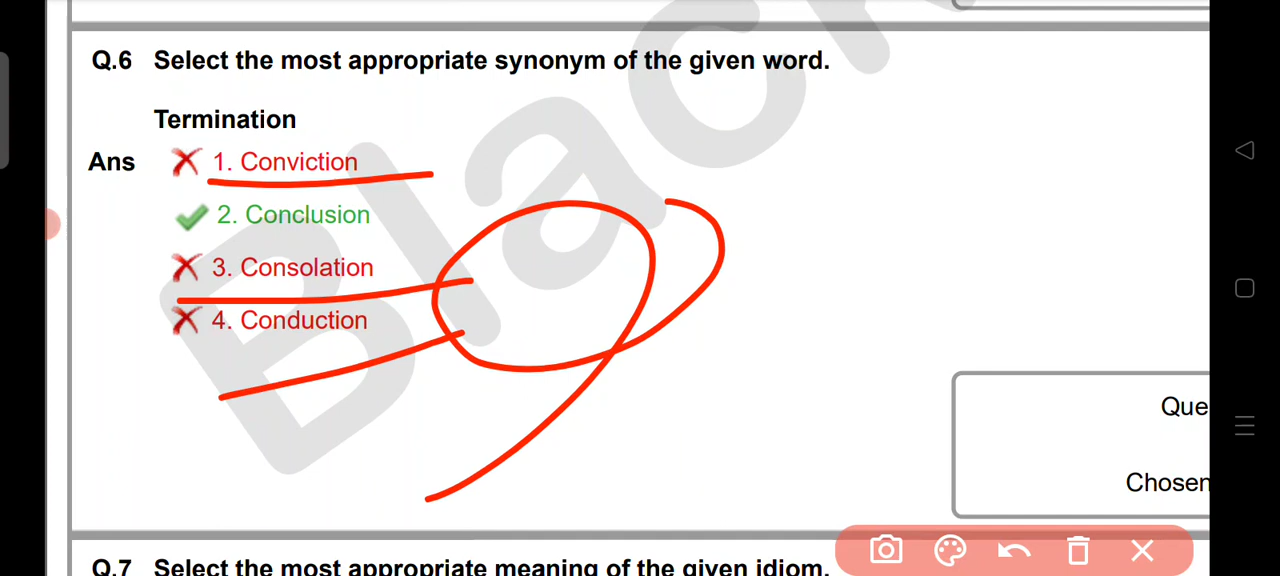 Q.6 Select the most appropriate synonym of the given word.
Termination
Ans 1. Conviction
2. Conclusion
3. Consolation
4. Conduction
Que
Chosen
Q.7 Select the most appropriate meaning of the given idiom.
Black